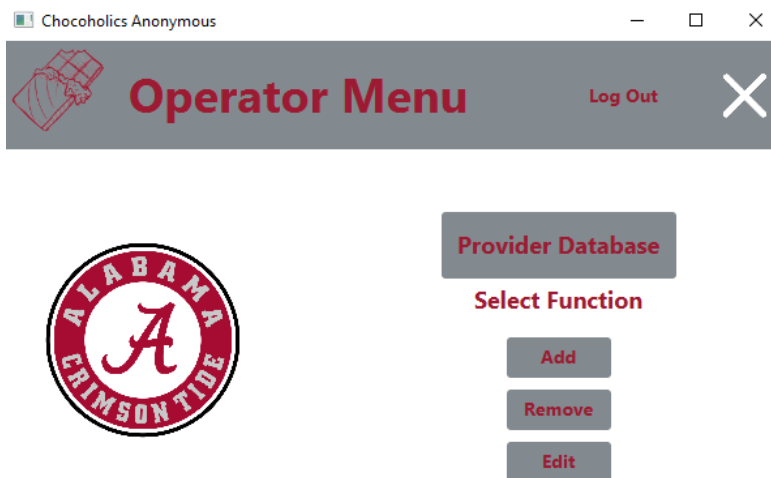 Chocoholics Anonymous
Operator Menu
Log Out
Provider Database
Select Function
ALABAMA
A
CRIMSON TIDE
Add
Remove
Edit